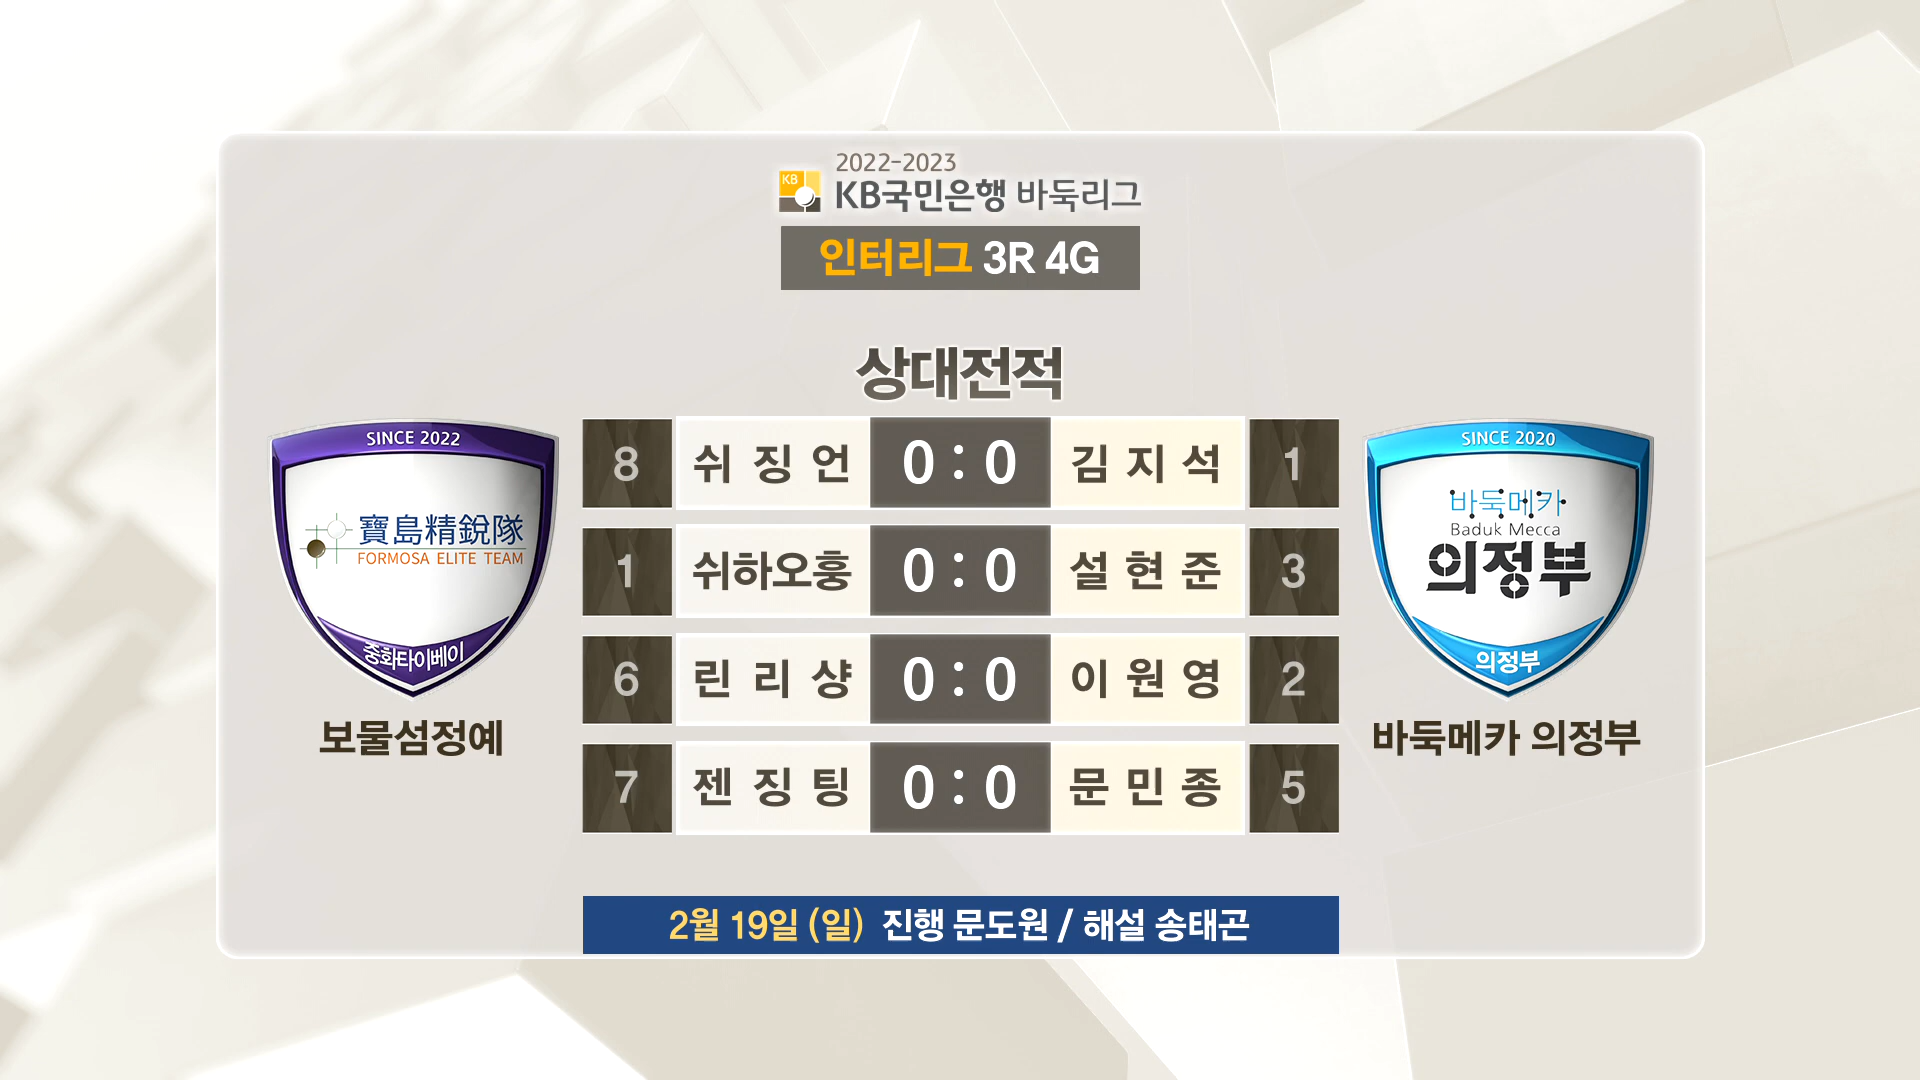 2022-2023
KB
KB국민은행 바둑리그
인터리그 3R 4G
상대전적
SINCE 2022
寶島精銳隊
FORMOSA ELITE TEAM
중화타이베이
보물섬정예
8 쉬징언 0 : 0 김지석 1
1 쉬하오훙 0 : 0 설현준 3
6 린리샹 0 : 0 이원영 2
7 젠징팅 0 : 0 문민종 5
SINCE 2020
바둑메카
Baduk Mecca
의정부
의정부
바둑메카 의정부
2월 19일 (일) 진행 문도원 / 해설 송태곤